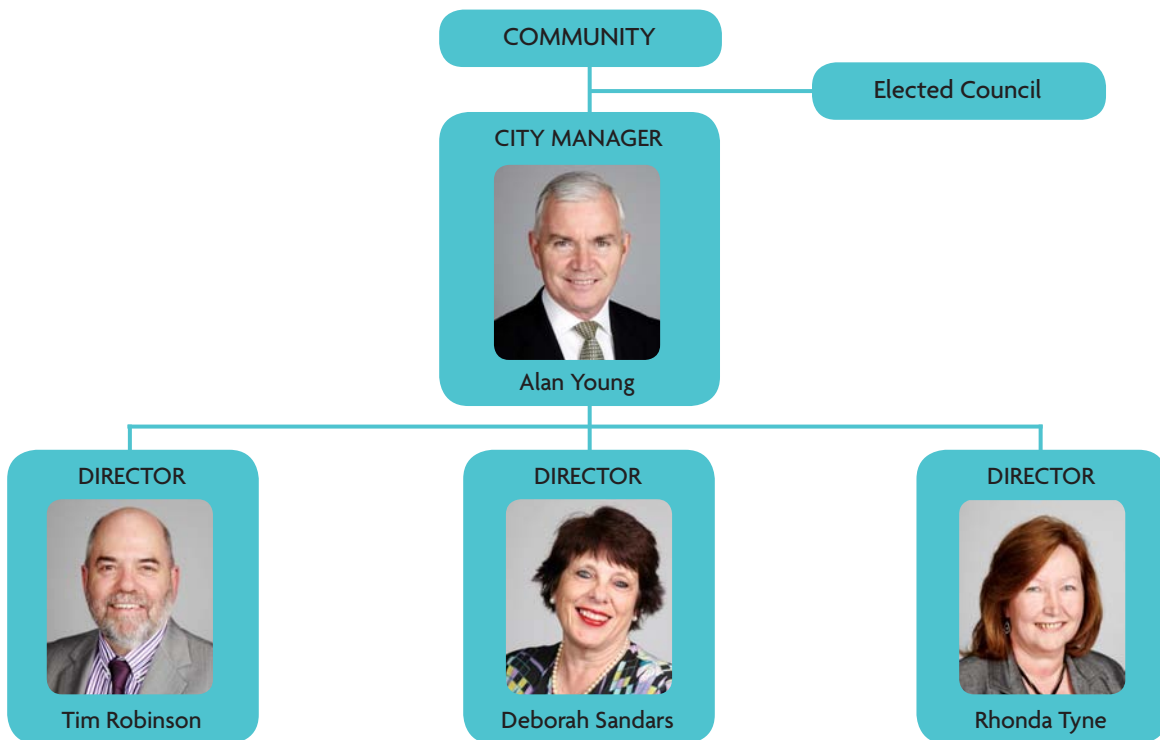 COMMUNITY
Elected Council
CITY MANAGER
Alan Young
DIRECTOR
Tim Robinson
DIRECTOR
Deborah Sandars
DIRECTOR
Rhonda Tyne